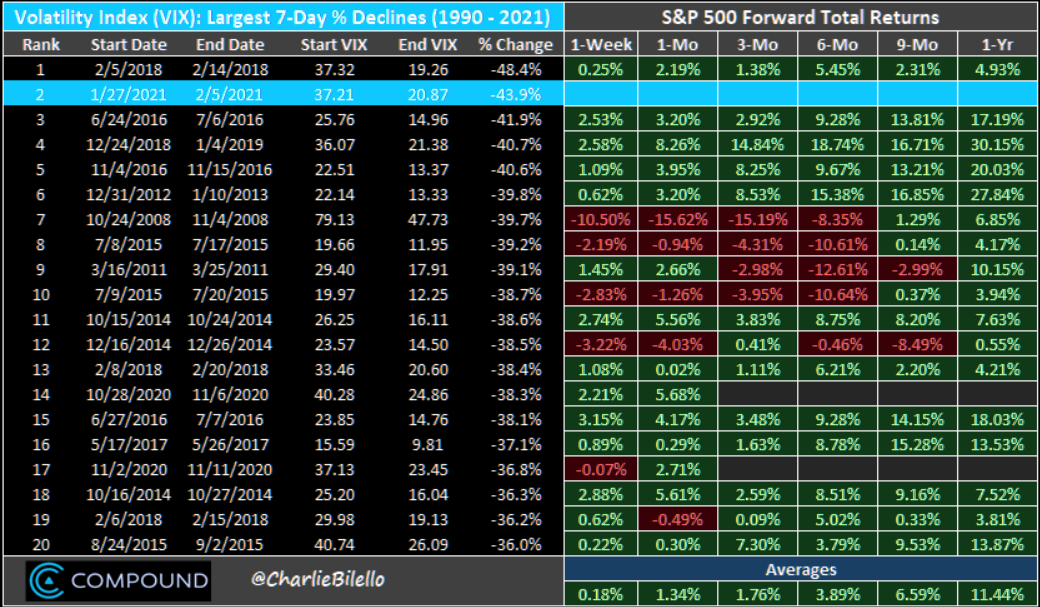 Volatility Index (VIX): Largest 7-Day % Declines (1990 - 2021) S&P 500 Forward Total Returns
Rank Start Date End Date Start VIX End VIX % Change 1-Week 1-Mo 3-Mo 6-Mo 9-Mo 1-Yr
1 2/5/2018 2/14/2018 37.32 19.26 -48.4% 0.25% 2.19% 1.38% 5.45% 2.31% 4.93%
2 1/27/2021 2/5/2021 37.21 20.87 -43.9%
3 6/24/2016 7/6/2016 25.76 14.96 -41.9% 2.53% 3.20% 2.92% 9.28% 13.81% 17.19%
4 12/24/2018 1/4/2019 36.07 21.38 -40.7% 2.58% 8.26% 14.84% 18.74% 16.71% 30.15%
5 11/4/2016 11/15/2016 22.51 13.37 -40.6% 1.09% 3.95% 8.25% 9.67% 13.21% 20.03%
6 12/31/2012 1/10/2013 22.14 13.33 -39.8% 0.62% 3.20% 8.53% 15.38% 16.85% 27.84%
7 10/24/2008 11/4/2008 79.13 47.73 -39.7% -10.50% -15.62% -15.19% -8.35% 1.29% 6.85%
8 7/8/2015 7/17/2015 19.66 11.95 -39.2% -2.19% -0.94% -4.31% -10.61% 0.14% 4.17%
9 3/16/2011 3/25/2011 29.40 17.91 -39.1% 1.45% 2.66% -2.98% -12.61% -2.99% 10.15%
10 7/9/2015 7/20/2015 19.97 12.25 -38.7% -2.83% -1.26% -3.95% -10.64% 0.37% 3.94%
11 10/15/2014 10/24/2014 26.25 16.11 -38.6% 2.74% 5.56% 3.83% 8.75% 8.20% 7.63%
12 12/16/2014 12/26/2014 23.57 14.50 -38.5% -3.22% -4.03% 0.41% -0.46% -8.49% 0.55%
13 2/8/2018 2/20/2018 33.46 20.60 -38.4% 1.08% 0.02% 1.11% 6.21% 2.20% 4.21%
14 10/28/2020 11/6/2020 40.28 24.86 -38.3% 2.21% 5.68%
15 6/27/2016 7/7/2016 23.85 14.76 -38.1% 3.15% 4.17% 3.48% 9.28% 14.15% 18.03%
16 5/17/2017 5/26/2017 15.59 9.81 -37.1% 0.89% 0.29% 1.63% 8.78% 15.28% 13.53%
17 11/2/2020 11/11/2020 37.13 23.45 -36.8% -0.07% 2.71%
18 10/16/2014 10/27/2014 25.20 16.04 -36.3% 2.88% 5.61% 2.59% 8.51% 9.16% 7.52%
19 2/6/2018 2/15/2018 29.98 19.13 -36.2% 0.62% -0.49% 0.09% 5.02% 0.33% 3.81%
20 8/24/2015 9/2/2015 40.74 26.09 -36.0% 0.22% 0.30% 7.30% 3.79% 9.53% 13.87%
COMPOUND @CharlieBilello Averages
0.18% 1.34% 1.76% 3.89% 6.59% 11.44%